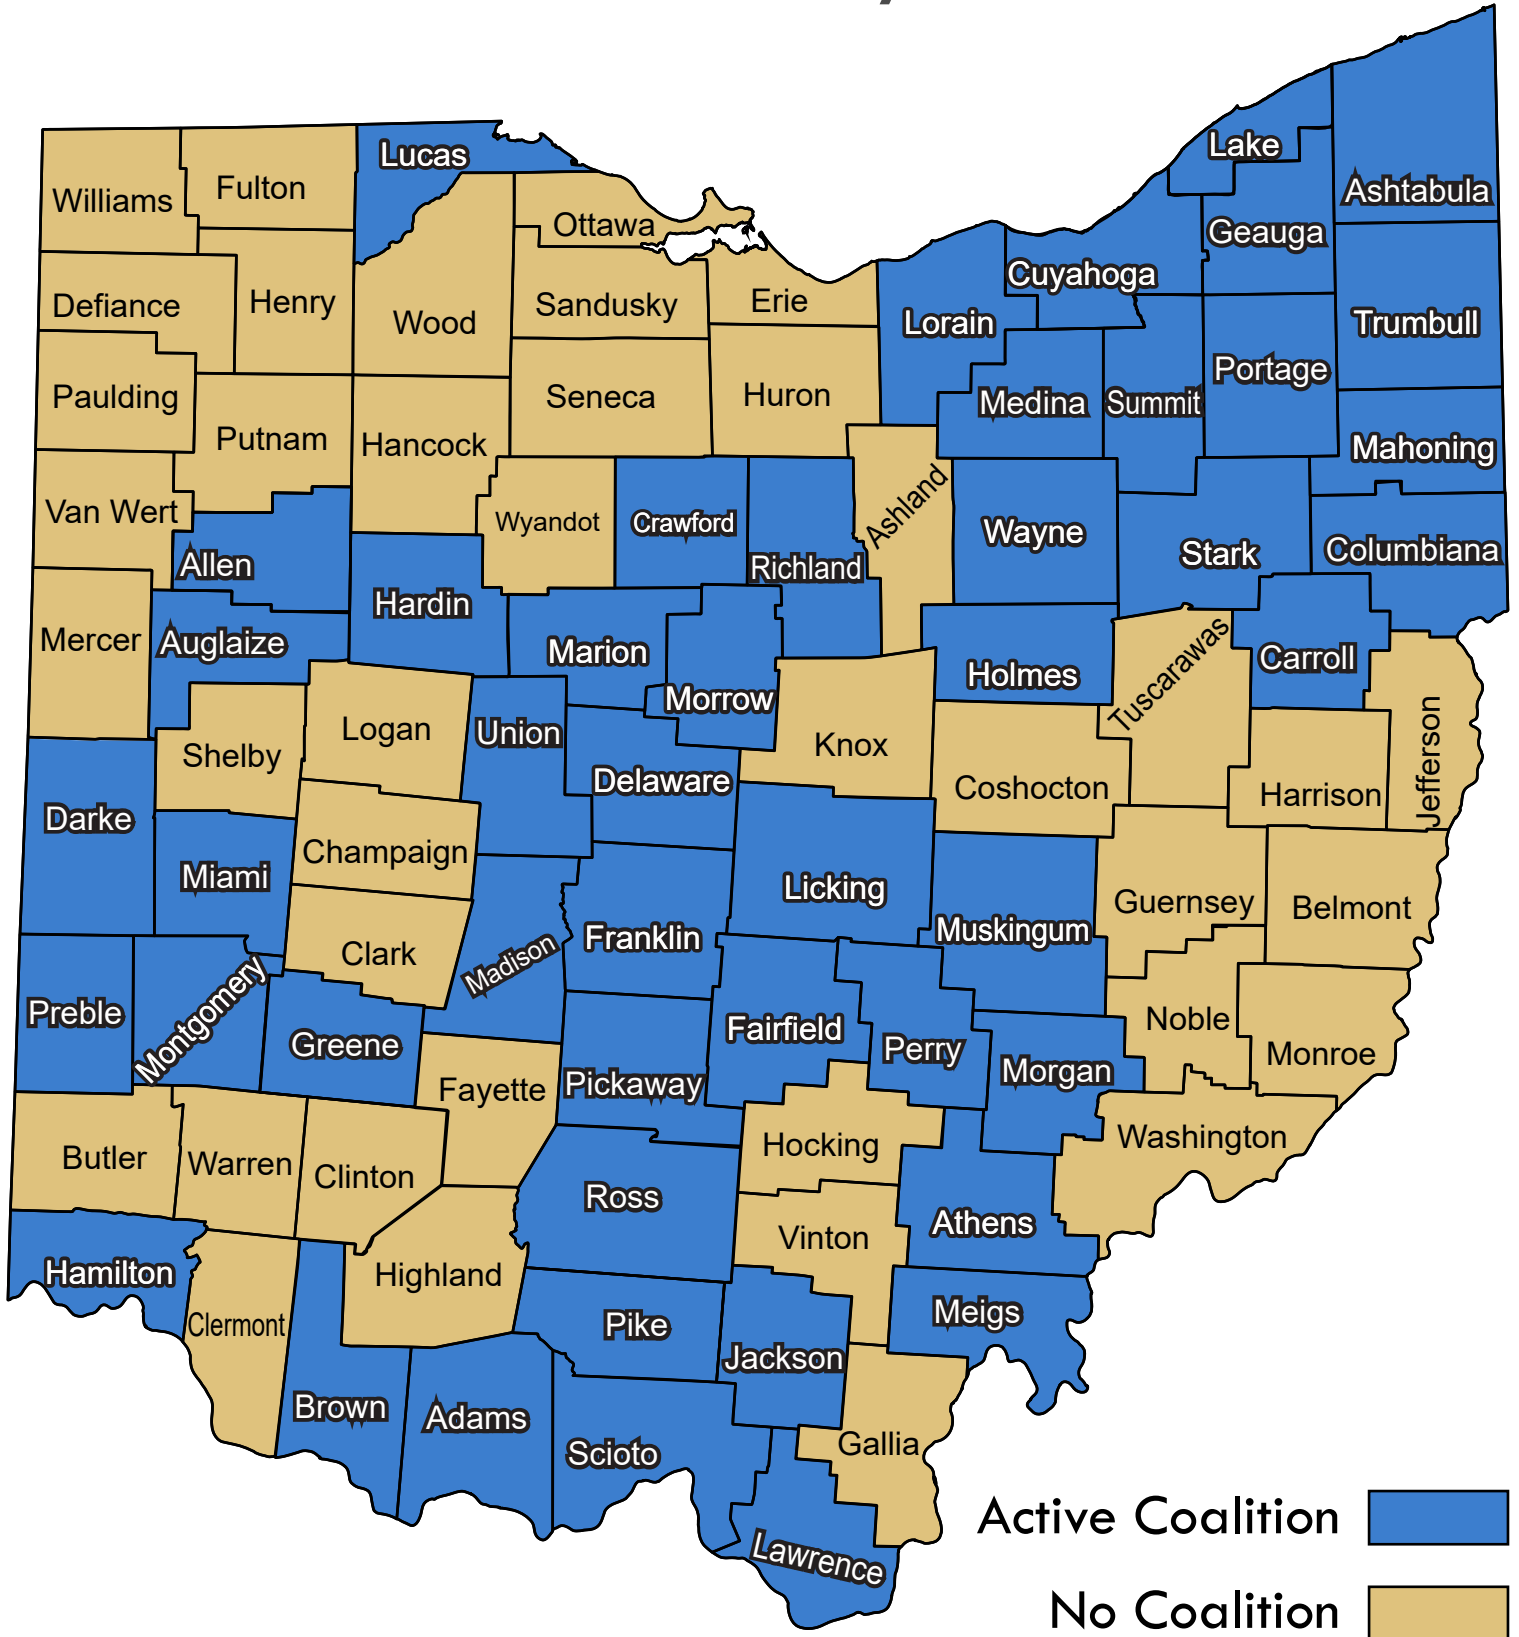 Lake
Lucas
Ashtabula
Fulton
Williams
Ottawa
Geauga
Cuyahoga
Henry
Erie
Defiance
Sandusky
Wood
Lorain
Trumbull
Portage
Paulding
Seneca
Huron
Medina
Summit
Putnam
Hancock
Mahoning
Van Wert
Wyandot
Crawford
Ashland
Wayne
Stark
Columbiana
Allen
Richland
Hardin
Mercer
Auglaize
Marion
Holmes
Tuscarawas
Carroll
Morrow
Logan
Union
Knox
Shelby
Delaware
Coshocton
Harrison
Jefferson
Darke
Champaign
Miami
Licking
Guernsey
Belmont
Muskingum
Franklin
Clark
Madison
Preble
Montgomery
Greene
Fairfield
Perry
Noble
Monroe
Morgan
Fayette
Pickaway
Washington
Hocking
Butler
Warren
Clinton
Ross
Athens
Vinton
Hamilton
Highland
Meigs
Clermont
Pike
Jackson
Brown
Adams
Gallia
Scioto
Lawrence
Active Coalition
No Coalition